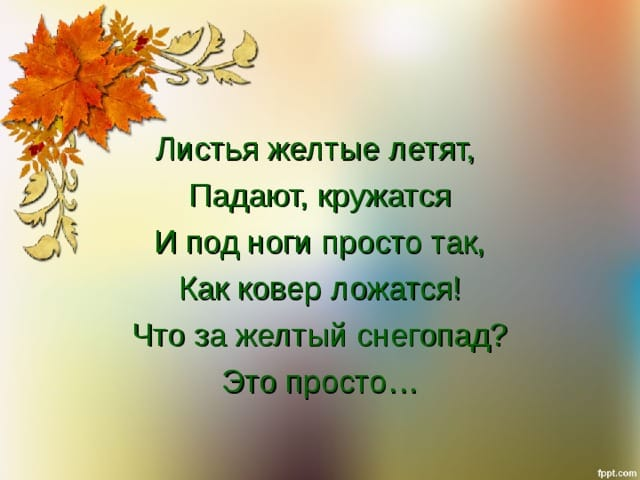 Листья желтые летят,
Падают, кружатся
И под ноги просто так,
Как ковер ложатся!
Что за желтый снегопад?
Это просто…
fppt.com